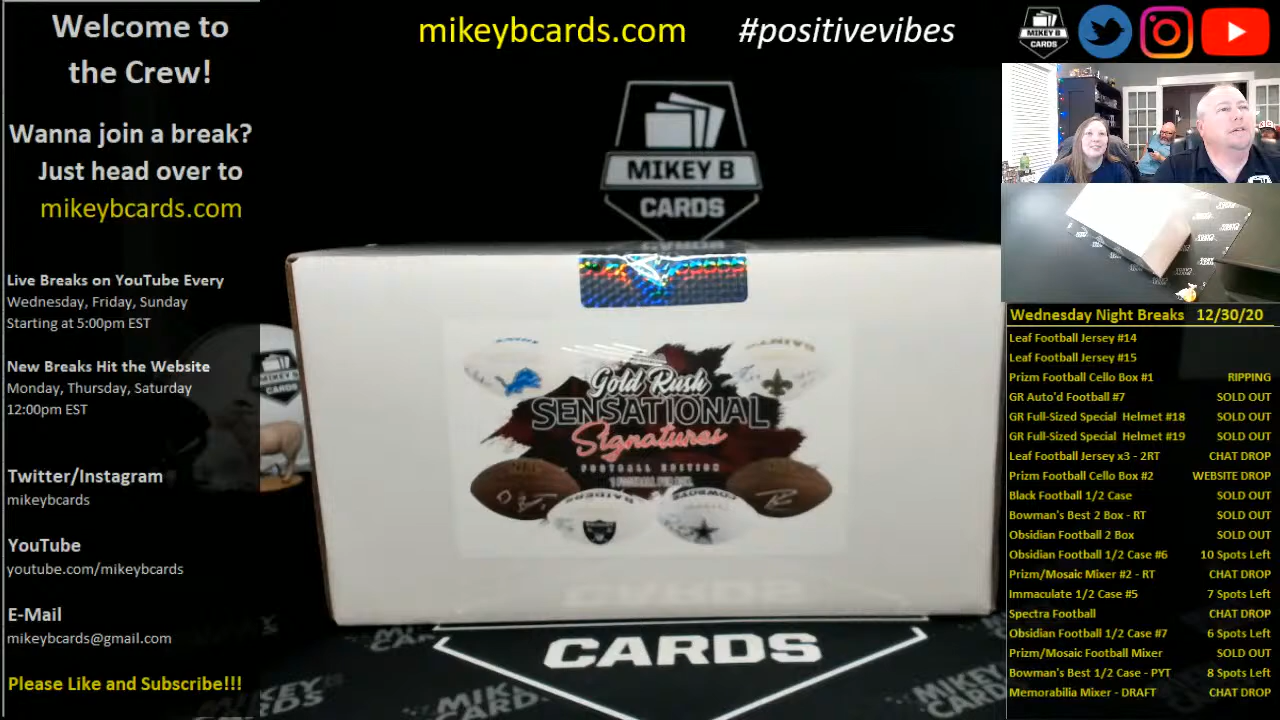 Welcome to
the Crew!
Wanna join a break?
Just head over to
mikeybcards.com
Live Breaks on YouTube Every
Wednesday, Friday, Sunday
Starting at 5:00pm EST
New Breaks Hit the Website
Monday, Thursday, Saturday
12:00pm EST
Twitter/Instagram
mikeybcards
YouTube
youtube.com/mikeybcards
E-Mail
mikeybcards@gmail.com
Please Like and Subscribe!!!
mikeybcards.com #positivevibes
MIKEY B
CARDS
MIKEY B
CARDS
Gold Rush
SENSATIONAL
Signatures
FOOTBALL EDITION
1 FOOTBALL PER BOX
LIONS
SAINTS
RAIDERS
COWBOYS
CARDS
Wednesday Night Breaks 12/30/20
Leaf Football Jersey #14
Leaf Football Jersey #15
Prizm Football Cello Box #1 RIPPING
GR Auto'd Football #7 SOLD OUT
GR Full-Sized Special Helmet #18 SOLD OUT
GR Full-Sized Special Helmet #19 SOLD OUT
Leaf Football Jersey x3 - 2RT CHAT DROP
Prizm Football Cello Box #2 WEBSITE DROP
Black Football 1/2 Case SOLD OUT
Bowman's Best 2 Box - RT SOLD OUT
Obsidian Football 2 Box SOLD OUT
Obsidian Football 1/2 Case #6 10 Spots Left
Prizm/Mosaic Mixer #2 - RT CHAT DROP
Immaculate 1/2 Case #5 7 Spots Left
Spectra Football CHAT DROP
Obsidian Football 1/2 Case #7 6 Spots Left
Prizm/Mosaic Football Mixer SOLD OUT
Bowman's Best 1/2 Case - PYT 8 Spots Left
Memorabilia Mixer - DRAFT CHAT DROP